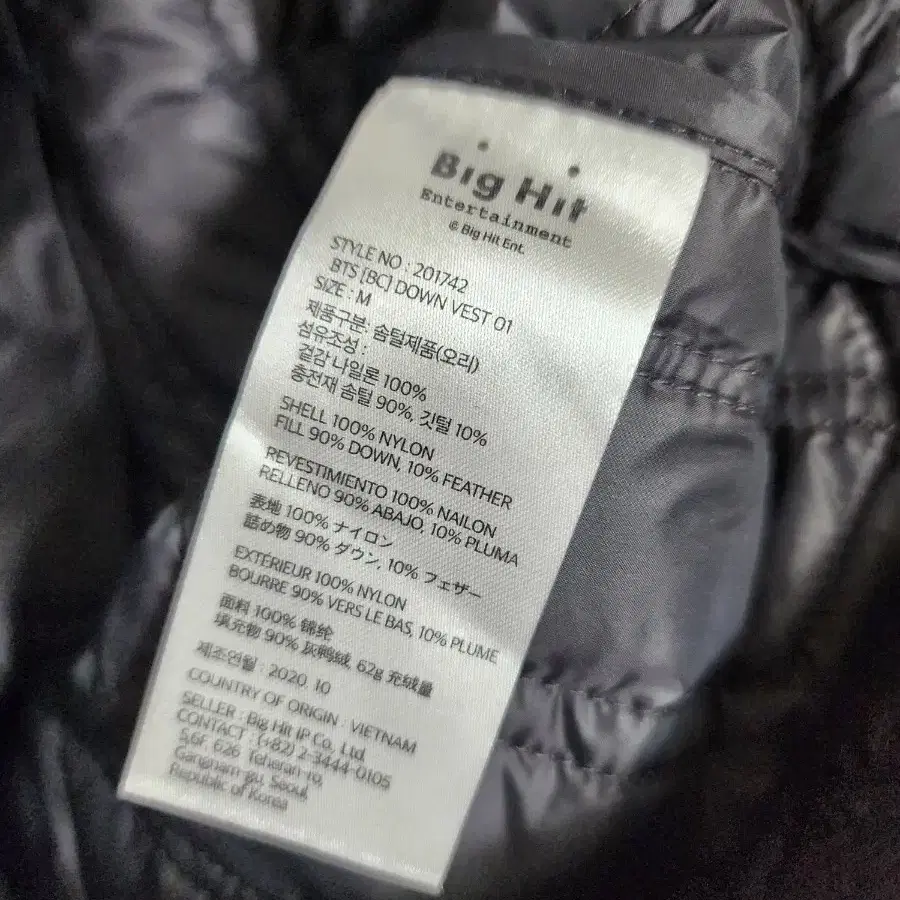 Big Hit
Entertainment
© Big Hit Ent.
STYLE NO : 201742
BTS [BC] DOWN VEST 01
SIZE : M
제품구분: 솜털제품(오리)
섬유조성 :
겉감 나일론 100%
충전재 솜털 90%, 깃털 10%
SHELL 100% NYLON
FILL 90% DOWN, 10% FEATHER
REVESTIMIENTO 100% NAILON
RELLENO 90% ABAJO, 10% PLUMA
表地 100% ナイロン
詰め物 90% ダウン, 10% フェザー
EXTÉRIEUR 100% NYLON
BOURRE 90% VERS LE BAS, 10% PLUME
面料 100% 锦纶
填充物 90% 灰鸭绒, 62g 充绒量
제조연월 : 2020. 10
COUNTRY OF ORIGIN : VIETNAM
SELLER : Big Hit IP Co. Ltd.
CONTACT : (+82) 2-3444-0105
5,6F, 626 Teheran-ro,
Gangnam-gu, Seoul,
Republic of Korea